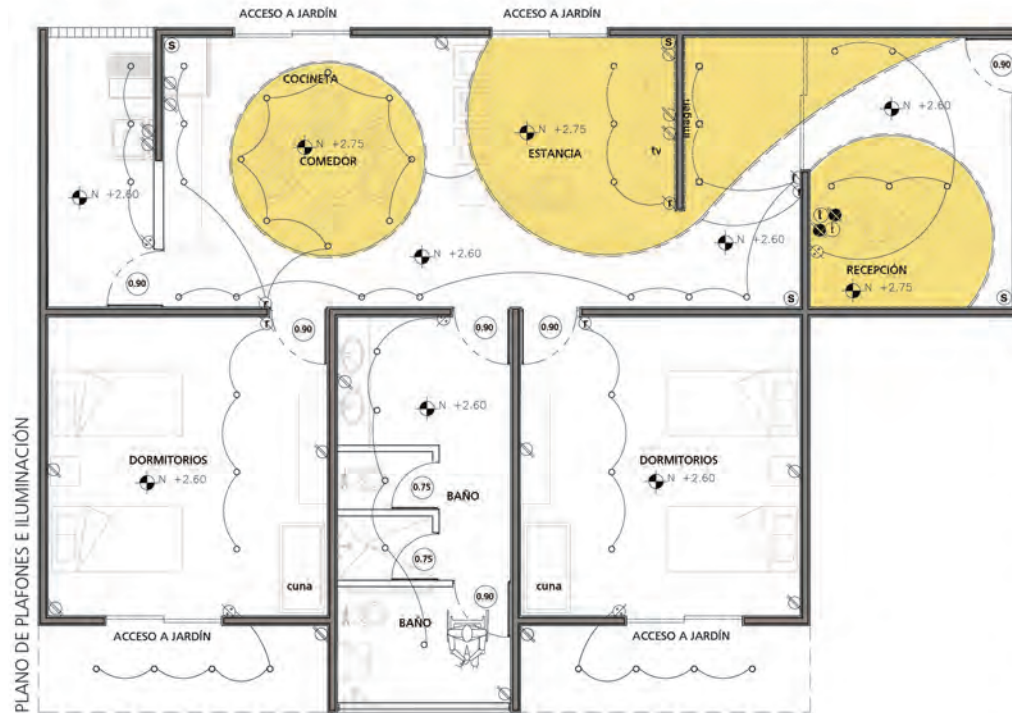 ACCESO A JARDÍN
ACCESO A JARDÍN
S
S
0.90
COCINETA
imagen
N +2.60
N +2.75
COMEDOR
N +2.75
ESTANCIA
tv
r
N +2.60
r
t
t
N +2.60
N +2.60
RECEPCIÓN
0.90
N +2.75
S
r
r
0.90
0.90
0.90
r
N +2.60
DORMITORIOS
N +2.60
DORMITORIOS
N +2.60
0.75
BAÑO
0.75
cuna
0.90
cuna
BAÑO
ACCESO A JARDÍN
ACCESO A JARDÍN
PLANO DE PLAFONES E ILUMINACIÓN